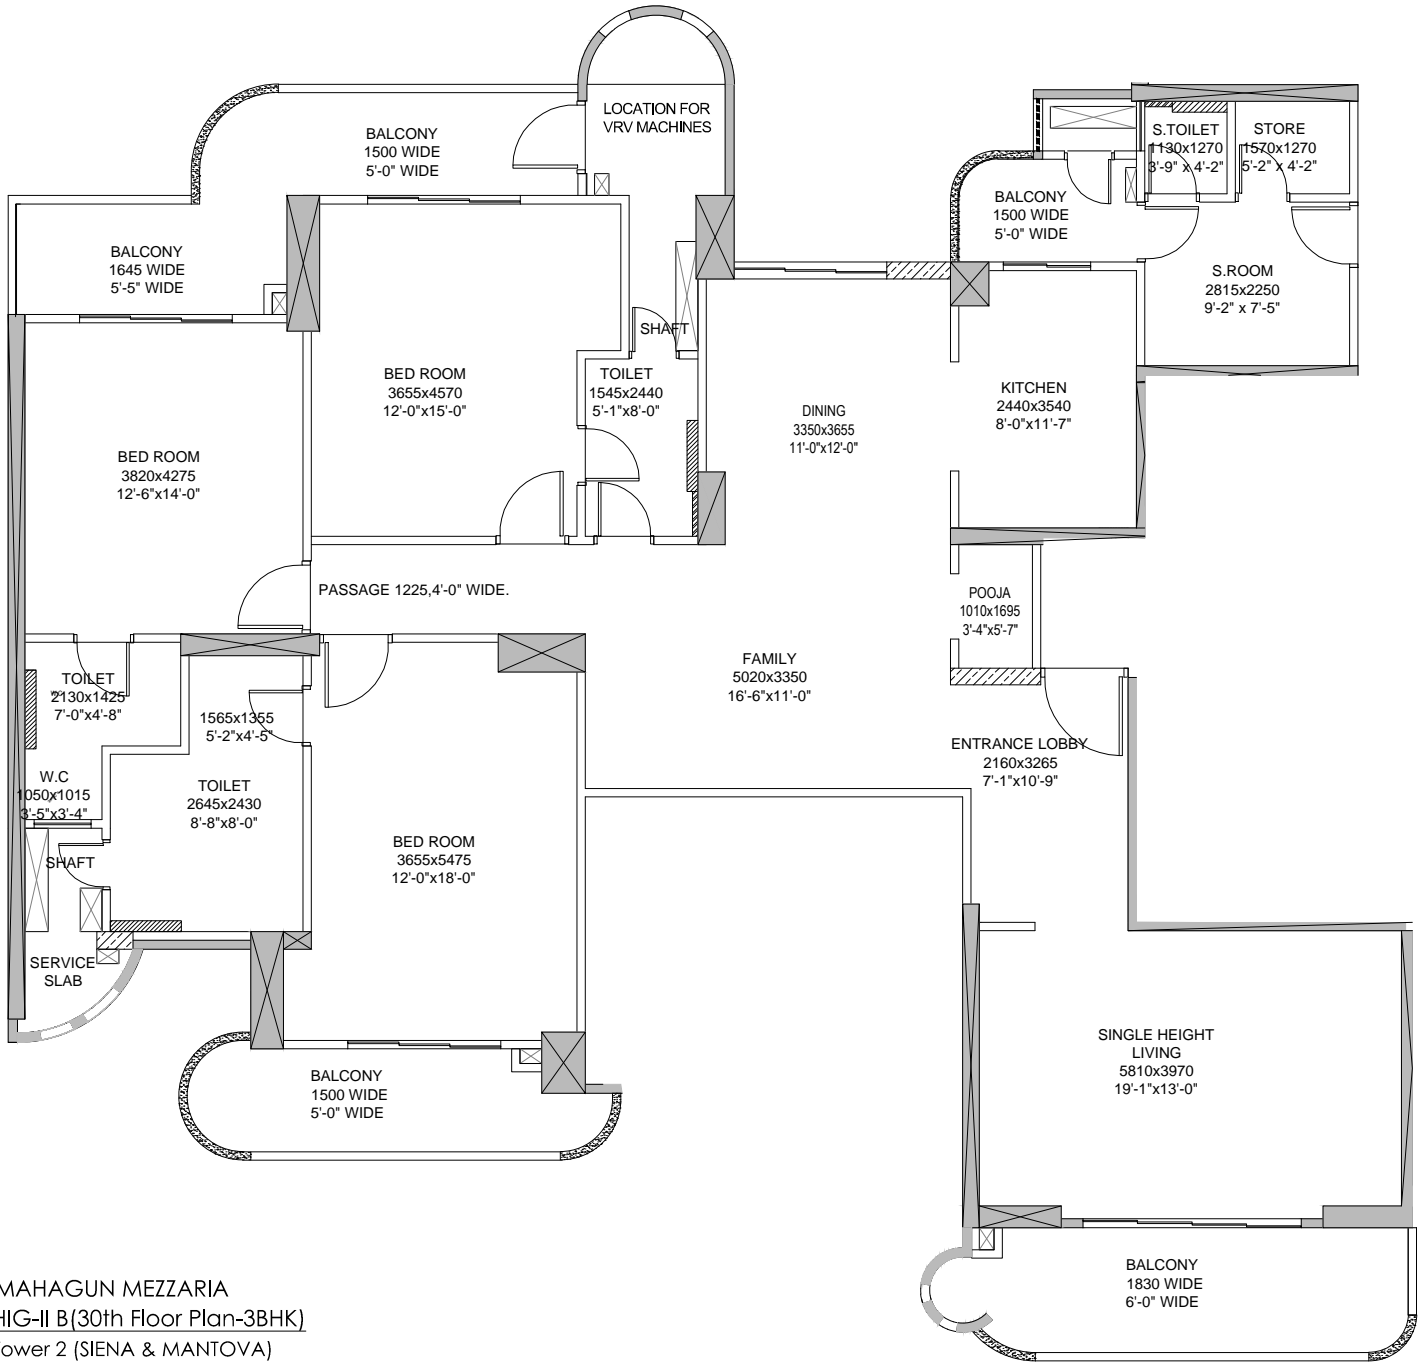 LOCATION FOR
VRV MACHINES
BALCONY
1500 WIDE
5'-0" WIDE
S.TOILET
1130x1270
3'-9" x 4'-2"
STORE
1570x1270
5'-2" x 4'-2"
BALCONY
1500 WIDE
5'-0" WIDE
BALCONY
1645 WIDE
5'-5" WIDE
S.ROOM
2815x2250
9'-2" x 7'-5"
SHAFT
BED ROOM
3655x4570
12'-0"x15'-0"
TOILET
1545x2440
5'-1"x8'-0"
KITCHEN
2440x3540
8'-0"x11'-7"
DINING
3350x3655
11'-0"x12'-0"
BED ROOM
3820x4275
12'-6"x14'-0"
PASSAGE 1225,4'-0" WIDE.
POOJA
1010x1695
3'-4"x5'-7"
FAMILY
5020x3350
16'-6"x11'-0"
TOILET
2130x1425
7'-0"x4'-8"
1565x1355
5'-2"x4'-5"
ENTRANCE LOBBY
2160x3265
7'-1"x10'-9"
W.C
1050x1015
3'-5"x3'-4"
TOILET
2645x2430
8'-8"x8'-0"
BED ROOM
3655x5475
12'-0"x18'-0"
SHAFT
SERVICE
SLAB
SINGLE HEIGHT
LIVING
5810x3970
19'-1"x13'-0"
BALCONY
1500 WIDE
5'-0" WIDE
BALCONY
1830 WIDE
6'-0" WIDE
MAHAGUN MEZZARIA
HIG-II B(30th Floor Plan-3BHK)
Tower 2 (SIENA & MANTOVA)